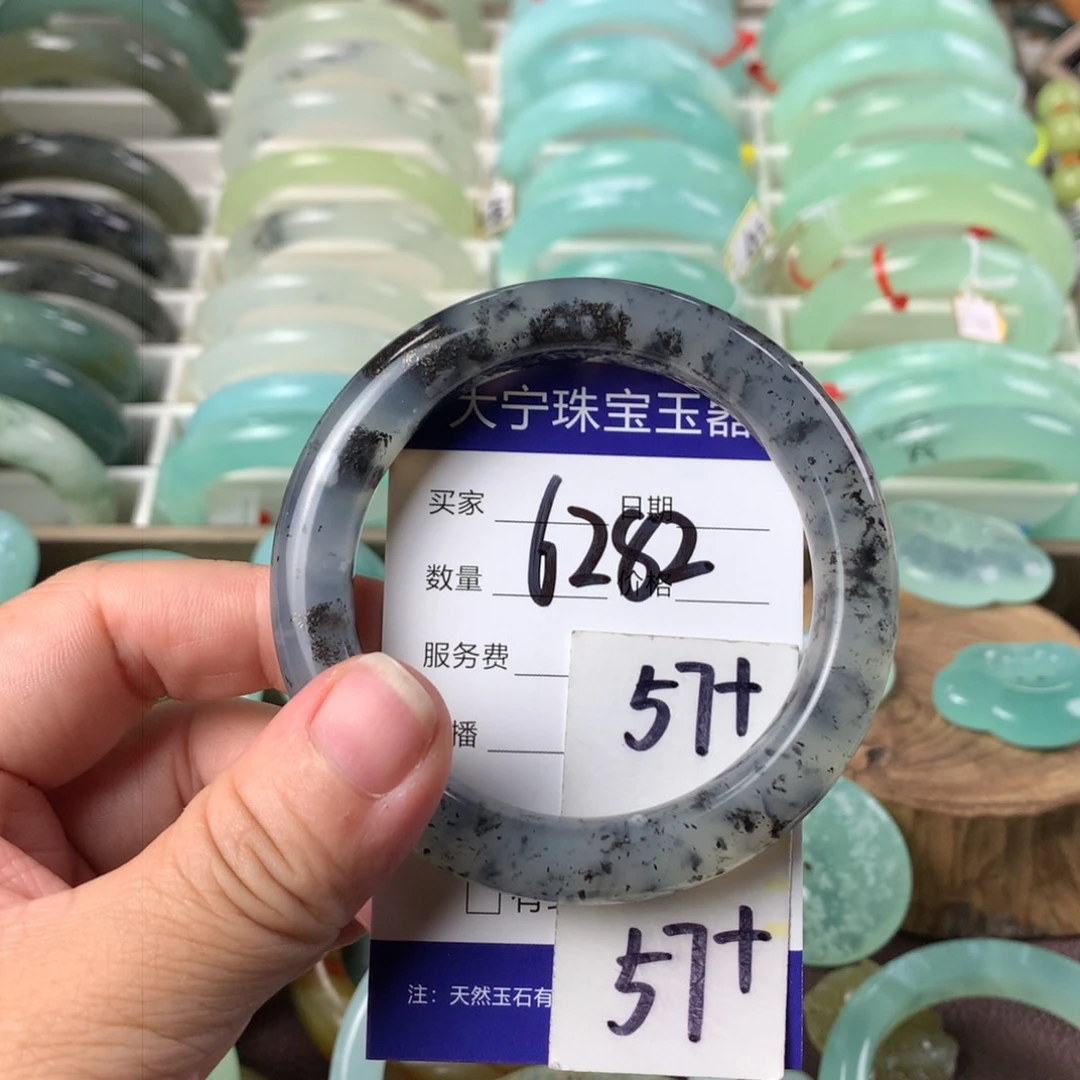 大宁珠宝玉器
买家 日期
6282
数量 价格
服务费
57+
播
有
57+
注：天然玉石有